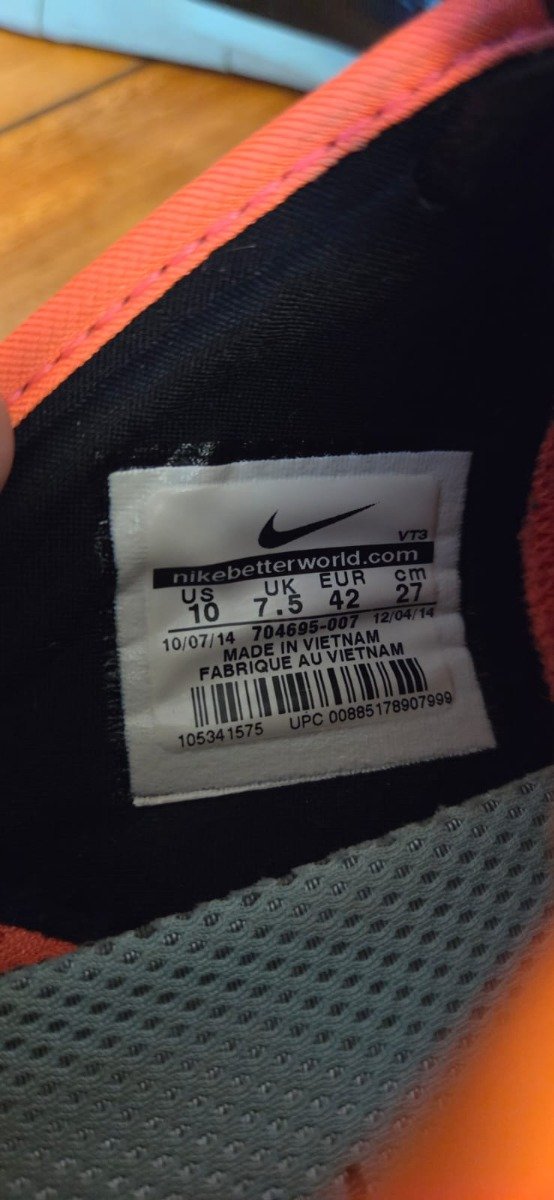 VT3
nikebetterworld.com
US UK EUR cm
10 7.5 42 27
10/07/14 704695-007 12/04/14
MADE IN VIETNAM
FABRIQUE AU VIETNAM
105341575 UPC 00885178907999